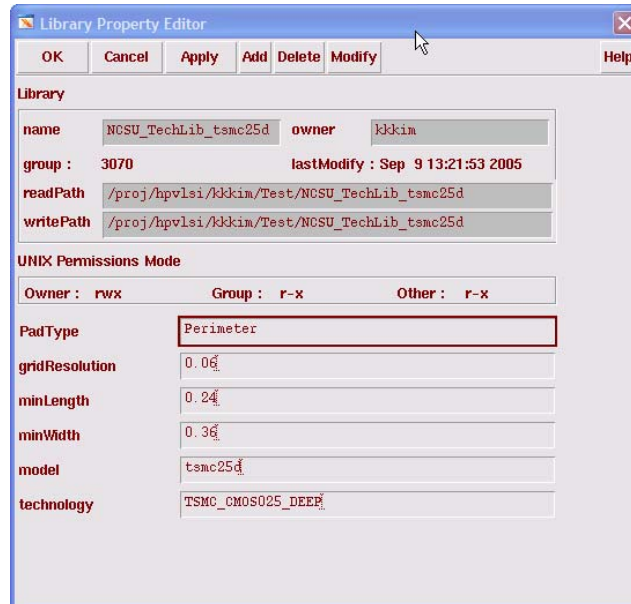 Library Property Editor
OK Cancel Apply Add Delete Modify Help
Library
name NCSU_TechLib_tsmc25d owner kkkim
group : 3070 lastModify : Sep 9 13:21:53 2005
readPath /proj/hpvlsi/kkkim/Test/NCSU_TechLib_tsmc25d
writePath /proj/hpvlsi/kkkim/Test/NCSU_TechLib_tsmc25d
UNIX Permissions Mode
Owner : rwx Group : r-x Other : r-x
PadType Perimeter
gridResolution 0.06
minLength 0.24
minWidth 0.36
model tsmc25d
technology TSMC_CMOS025_DEEP